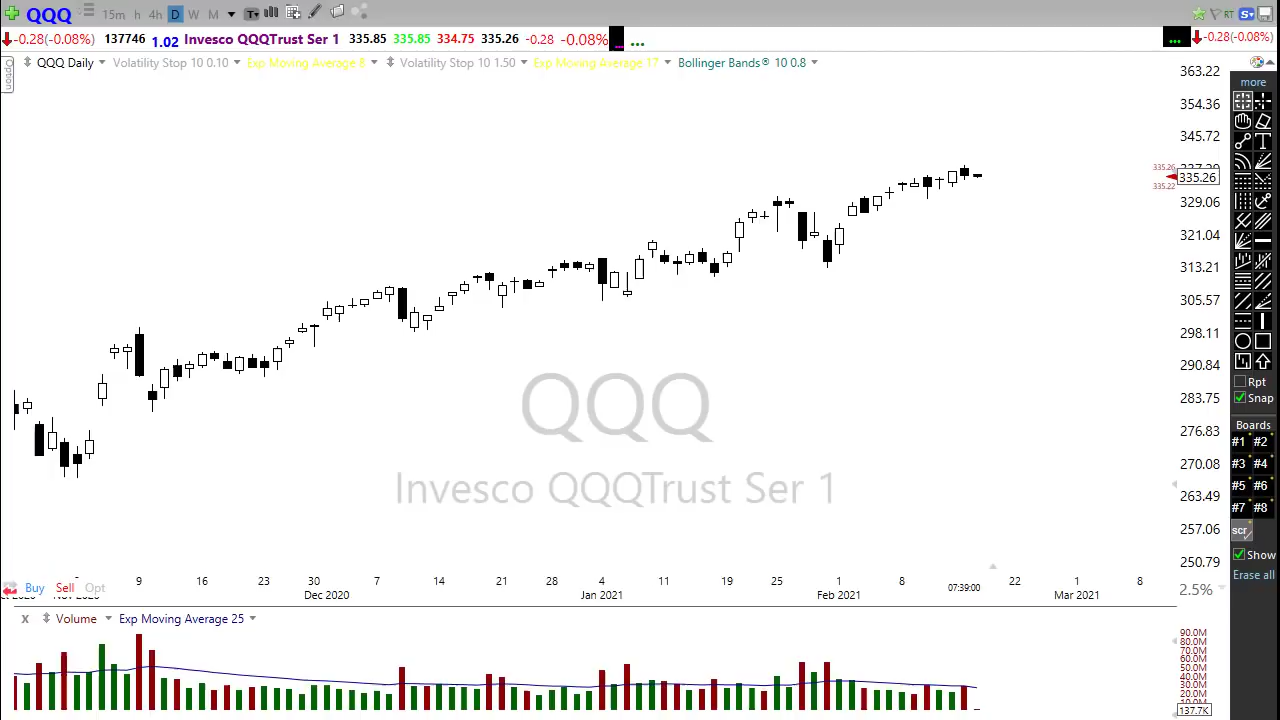 QQQ 15m h 4h D W M T RT S
-0.28(-0.08%) 137746 1.02 Invesco QQQTrust Ser 1 335.85 335.85 334.75 335.26 -0.28 -0.08% ... ... -0.28(-0.08%)
Option
QQQ Daily Volatility Stop 10 0.10 Exp Moving Average 8 Volatility Stop 10 1.50 Exp Moving Average 17 Bollinger Bands® 10 0.8
363.22
354.36
345.72
335.26
335.26
335.22
329.06
321.04
313.21
305.57
298.11
290.84
283.75
276.83
270.08
263.49
257.06
250.79
2.5%
QQQ
Invesco QQQTrust Ser 1
more
Rpt
Snap
Boards
#1 #2
#3 #4
#5 #6
#7 #8
scr
Show
Erase all
9 16 23 30 7 14 21 28 4 11 19 25 1 8 07:39:00 22 1 8
Buy Sell Opt
Dec 2020 Jan 2021 Feb 2021 Mar 2021
x Volume Exp Moving Average 25
90.0M
80.0M
70.0M
60.0M
50.0M
40.0M
30.0M
20.0M
137.7K